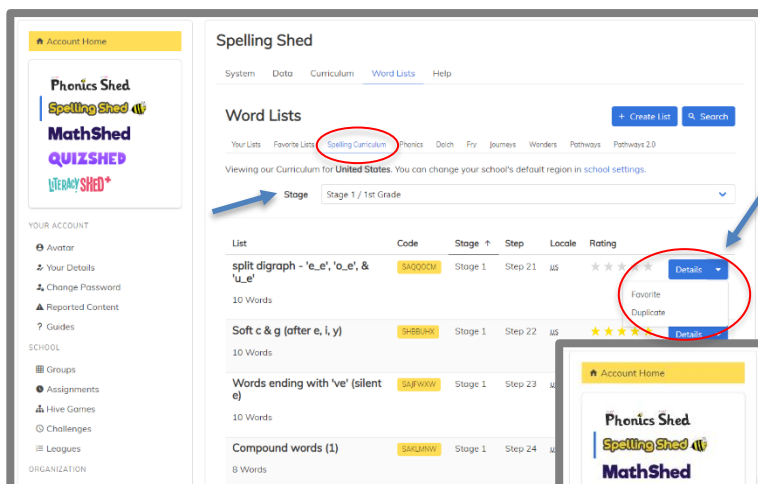 Account Home
Phonics Shed
Spelling Shed
MathShed
QUIZSHED
LITERACY SHED+
YOUR ACCOUNT
Avatar
Your Details
Change Password
Reported Content
? Guides
SCHOOL
Groups
Assignments
Hive Games
Challenges
Leagues
ORGANIZATION
Spelling Shed
System Data Curriculum Word Lists Help
Word Lists
+ Create List Search
Your Lists Favorite Lists Spelling Curriculum Phonics Dolch Fry Journeys Wonders Pathways Pathways 2.0
Viewing our Curriculum for United States. You can change your school's default region in school settings.
Stage Stage 1 / 1st Grade
List Code Stage ↑ Step Locale Rating
split digraph - 'e_e', 'o_e', & SAQQOCM Stage 1 Step 21 us Details
'u_e'
10 Words
Favorite
Duplicate
Soft c & g (after e, i, y) SHBBUHX Stage 1 Step 22 us Details
10 Words
Words ending with 've' (silent SAJFWXW Stage 1 Step 23
e)
10 Words
Compound words (1) SAKLMNW Stage 1 Step 24
8 Words
Account Home
Phonics Shed
Spelling Shed
MathShed